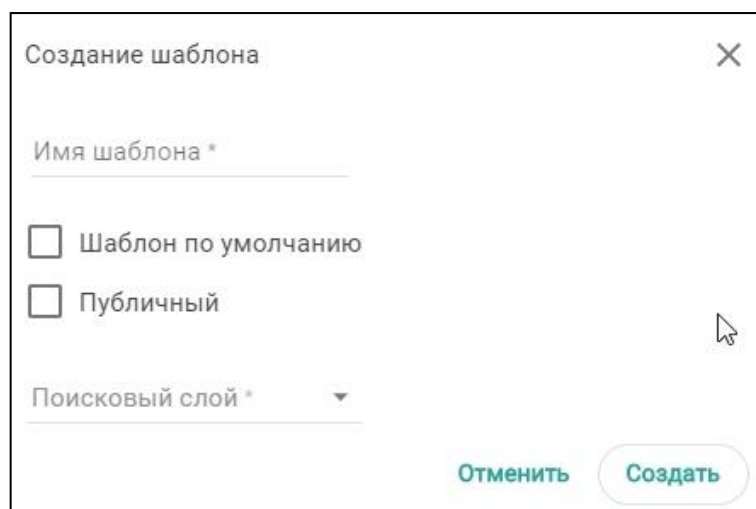 Создание шаблона
Имя шаблона *
Шаблон по умолчанию
Публичный
Поисковый слой *
Отменить Создать